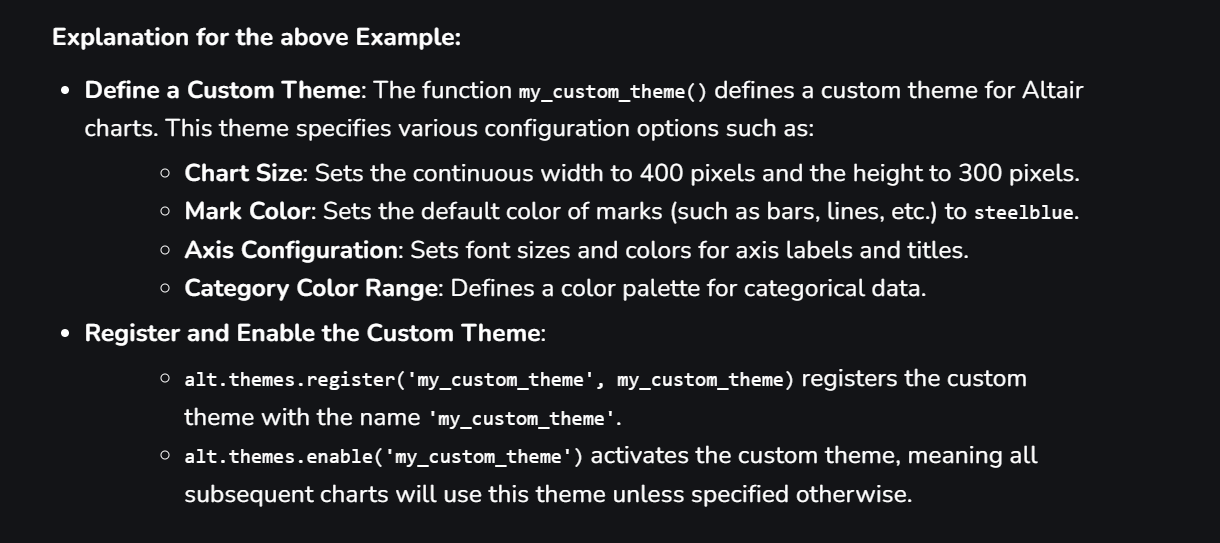 Explanation for the above Example:
• Define a Custom Theme: The function my_custom_theme() defines a custom theme for Altair
charts. This theme specifies various configuration options such as:
◦ Chart Size: Sets the continuous width to 400 pixels and the height to 300 pixels.
◦ Mark Color: Sets the default color of marks (such as bars, lines, etc.) to steelblue.
◦ Axis Configuration: Sets font sizes and colors for axis labels and titles.
◦ Category Color Range: Defines a color palette for categorical data.
• Register and Enable the Custom Theme:
◦ alt.themes.register('my_custom_theme', my_custom_theme) registers the custom
theme with the name 'my_custom_theme'.
◦ alt.themes.enable('my_custom_theme') activates the custom theme, meaning all
subsequent charts will use this theme unless specified otherwise.